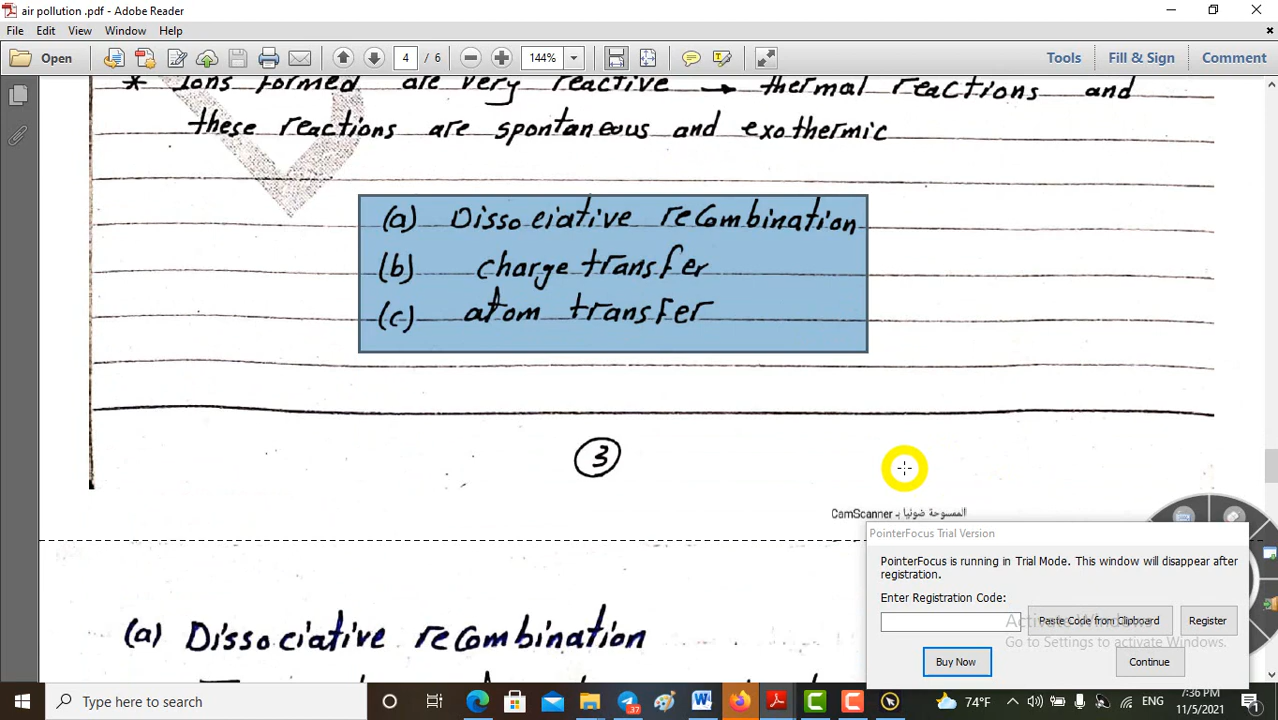 air pollution .pdf - Adobe Reader
File Edit View Window Help
Open 4 / 6 144% Tools Fill & Sign Comment
* Ions formed are very reactive → thermal reactions and
these reactions are spontaneous and exothermic
(a) Dissociative recombination
(b) charge transfer
(c) atom transfer
3
الممسوحة ضوئيا بـ CamScanner
(a) Dissociative recombination
PointerFocus Trial Version
PointerFocus is running in Trial Mode. This window will disappear after
registration.
Enter Registration Code:
Paste Code from Clipboard Register
Activate Windows
Go to Settings to activate Windows.
Buy Now Continue
Type here to search 37 74°F ENG 7:36 PM
11/5/2021 1